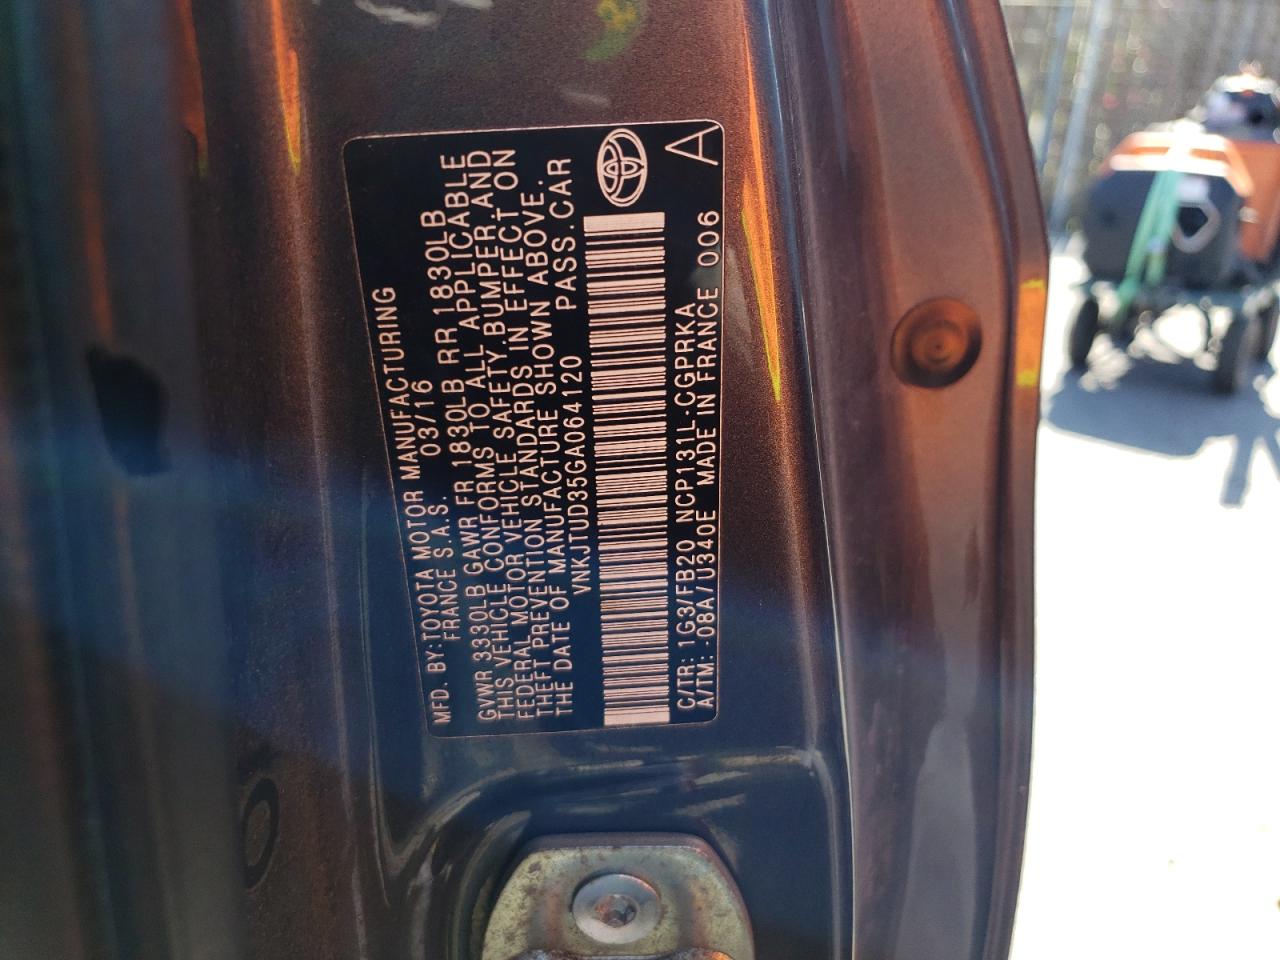 MFD. BY: TOYOTA MOTOR MANUFACTURING
FRANCE S.A.S. 03/16
GVWR 3330LB GAWR FR 1830LB RR 1830LB
THIS VEHICLE CONFORMS TO ALL APPLICABLE
FEDERAL MOTOR VEHICLE SAFETY, BUMPER, AND
THEFT PREVENTION STANDARDS IN EFFECT ON
THE DATE OF MANUFACTURE SHOWN ABOVE.
VNKJTUD35GA064120 PASS.CAR
C/TR: 1G3/FB20 NCP131L-CGPRKA
A/TM: -08A/U340E MADE IN FRANCE 006
A